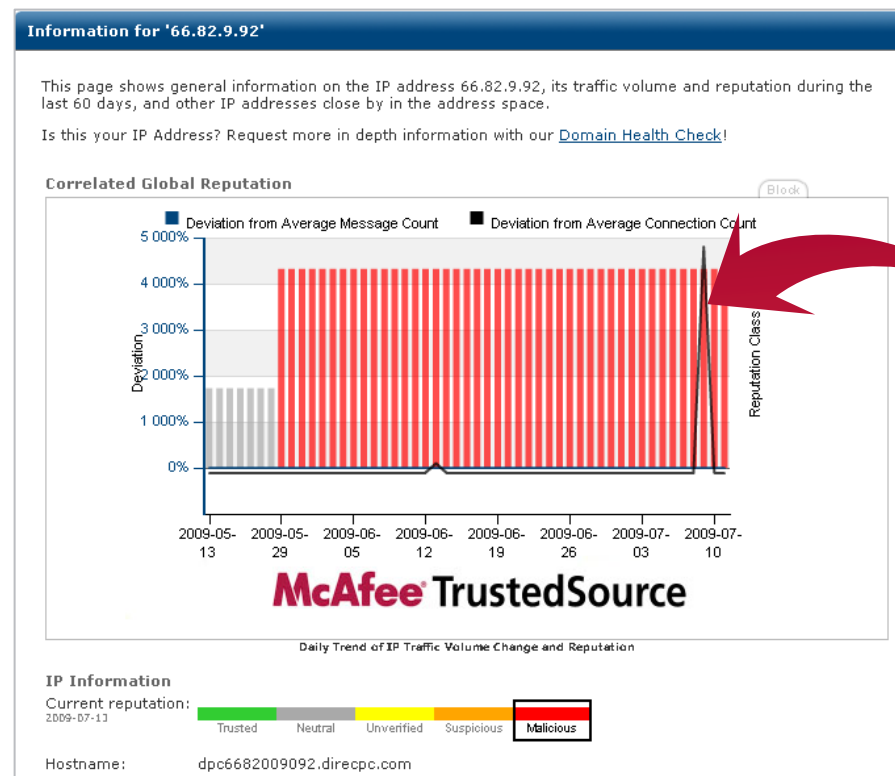 Information for '66.82.9.92'
This page shows general information on the IP address 66.82.9.92, its traffic volume and reputation during the
last 60 days, and other IP addresses close by in the address space.
Is this your IP Address? Request more in depth information with our Domain Health Check!
Correlated Global Reputation
Block
Deviation from Average Message Count
Deviation from Average Connection Count
5 000%
4 000%
3 000%
2 000%
1 000%
0%
Deviation
Reputation Class
2009-05-13
2009-05-29
2009-06-05
2009-06-12
2009-06-19
2009-06-26
2009-07-03
2009-07-10
McAfee® TrustedSource
Daily Trend of IP Traffic Volume Change and Reputation
IP Information
Current reputation:
2009-07-13
Trusted Neutral Unverified Suspicious Malicious
Hostname: dpc6682009092.direcpc.com